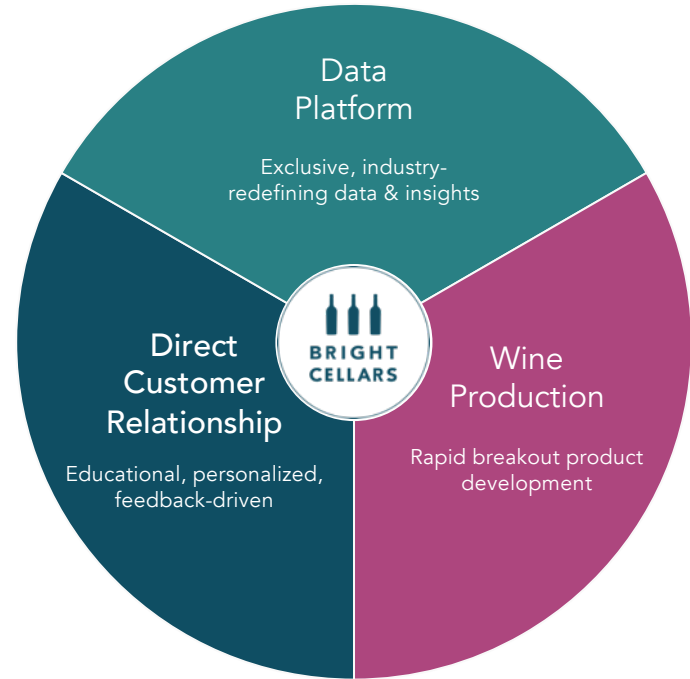 Data
Platform
Exclusive, industry-
redefining data & insights
BRIGHT
CELLARS
Direct
Customer
Relationship
Educational, personalized,
feedback-driven
Wine
Production
Rapid breakout product
development